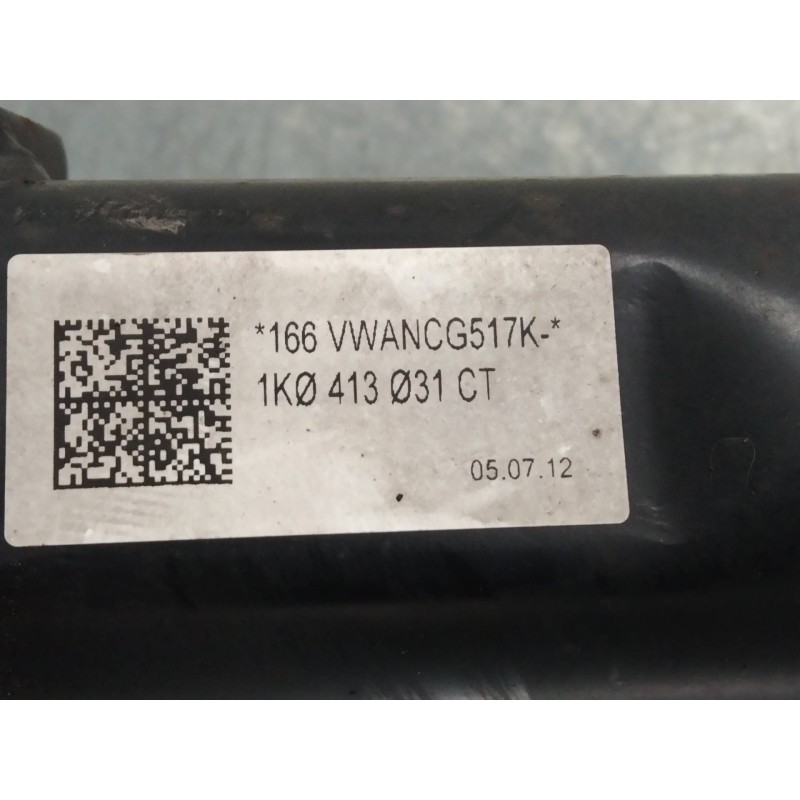 *166 VWANCG517K-*
1KØ 413 Ø31 CT
05.07.12